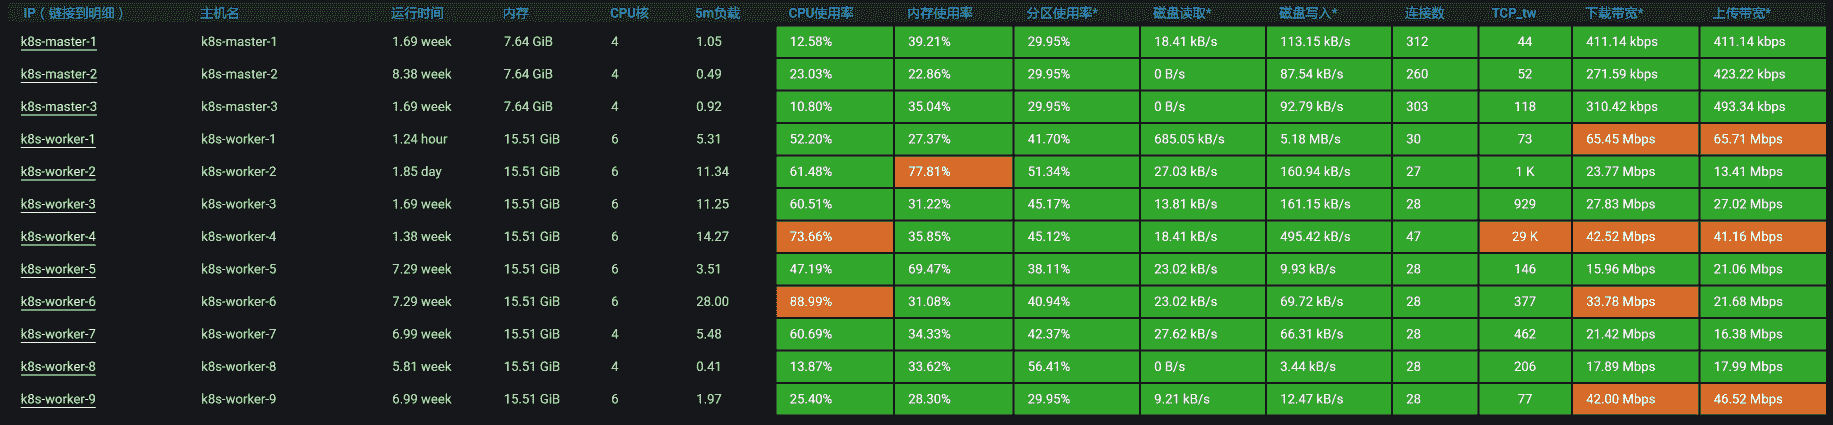 IP（链接到明细） 主机名 运行时间 内存 CPU核 5m负载 CPU使用率 内存使用率 分区使用率* 磁盘读取* 磁盘写入* 连接数 TCP_tw 下载带宽* 上传带宽*
k8s-master-1 k8s-master-1 1.69 week 7.64 GiB 4 1.05 12.58% 39.21% 29.95% 18.41 kB/s 113.15 kB/s 312 44 411.14 kbps 411.14 kbps
k8s-master-2 k8s-master-2 8.38 week 7.64 GiB 4 0.49 23.03% 22.86% 29.95% 0 B/s 87.54 kB/s 260 52 271.59 kbps 423.22 kbps
k8s-master-3 k8s-master-3 1.69 week 7.64 GiB 4 0.92 10.80% 35.04% 29.95% 0 B/s 92.79 kB/s 303 118 310.42 kbps 493.34 kbps
k8s-worker-1 k8s-worker-1 1.24 hour 15.51 GiB 6 5.31 52.20% 27.37% 41.70% 685.05 kB/s 5.18 MB/s 30 73 65.45 Mbps 65.71 Mbps
k8s-worker-2 k8s-worker-2 1.85 day 15.51 GiB 6 11.34 61.48% 77.81% 51.34% 27.03 kB/s 160.94 kB/s 27 1 K 23.77 Mbps 13.41 Mbps
k8s-worker-3 k8s-worker-3 1.69 week 15.51 GiB 6 11.25 60.51% 31.22% 45.17% 13.81 kB/s 161.15 kB/s 28 929 27.83 Mbps 27.02 Mbps
k8s-worker-4 k8s-worker-4 1.38 week 15.51 GiB 6 14.27 73.66% 35.85% 45.12% 18.41 kB/s 495.42 kB/s 47 29 K 42.52 Mbps 41.16 Mbps
k8s-worker-5 k8s-worker-5 7.29 week 15.51 GiB 6 3.51 47.19% 69.47% 38.11% 23.02 kB/s 9.93 kB/s 28 146 15.96 Mbps 21.06 Mbps
k8s-worker-6 k8s-worker-6 7.29 week 15.51 GiB 6 28.00 88.99% 31.08% 40.94% 23.02 kB/s 69.72 kB/s 28 377 33.78 Mbps 21.68 Mbps
k8s-worker-7 k8s-worker-7 6.99 week 15.51 GiB 4 5.48 60.69% 34.33% 42.37% 27.62 kB/s 66.31 kB/s 28 462 21.42 Mbps 16.38 Mbps
k8s-worker-8 k8s-worker-8 5.81 week 15.51 GiB 4 0.41 13.87% 33.62% 56.41% 0 B/s 3.44 kB/s 28 206 17.89 Mbps 17.99 Mbps
k8s-worker-9 k8s-worker-9 6.99 week 15.51 GiB 6 1.97 25.40% 28.30% 29.95% 9.21 kB/s 12.47 kB/s 28 77 42.00 Mbps 46.52 Mbps